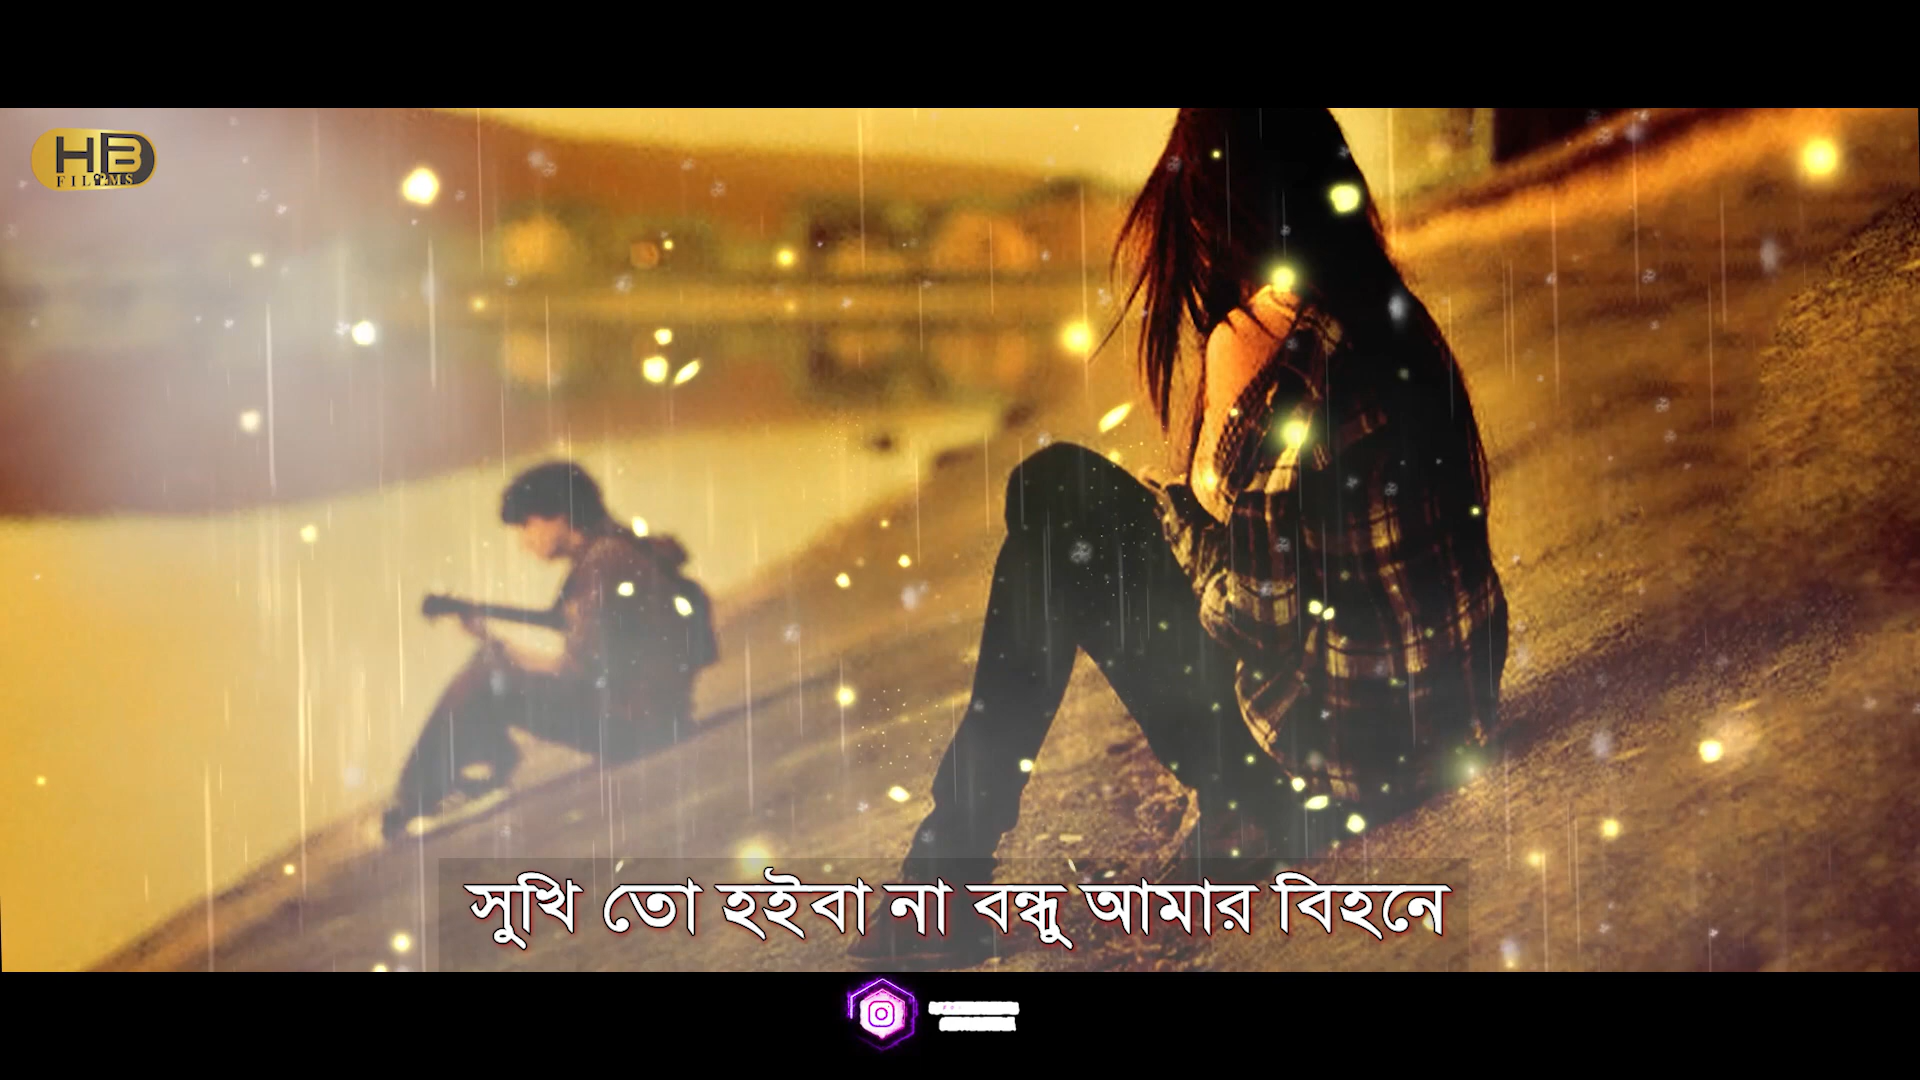 HB
FILMS
সুখি তো হইবা না বন্ধু আমার বিহনে